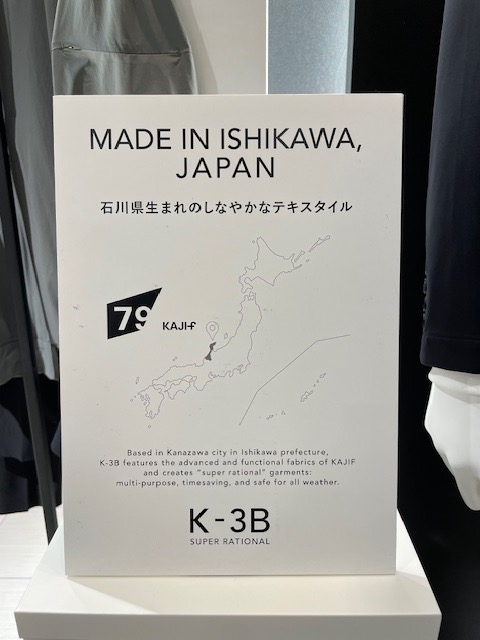 MADE IN ISHIKAWA,
JAPAN
石川県生まれのしなやかなテキスタイル
79
KAJIF
Based in Kanazawa city in Ishikawa prefecture,
K-3B features the advanced and functional fabrics of KAJIF
and creates "super rational" garments:
multi-purpose, timesaving, and safe for all weather.
K-3B
SUPER RATIONAL